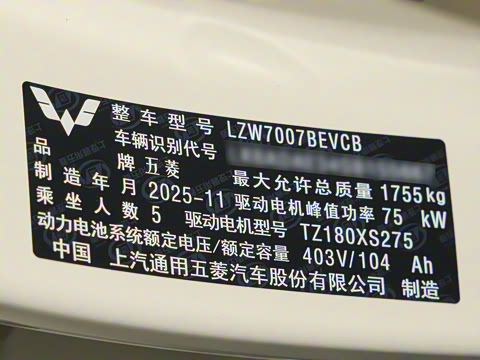 整车型号 LZW7007BEVCB
车辆识别代号
品牌 五菱 最大允许总质量 1755kg
制造年月 2025-11 驱动电机峰值功率 75 kW
乘坐人数 5 驱动电机型号 TZ180XS275
动力电池系统额定电压/额定容量 403V/104 Ah
中国 上汽通用五菱汽车股份有限公司 制造